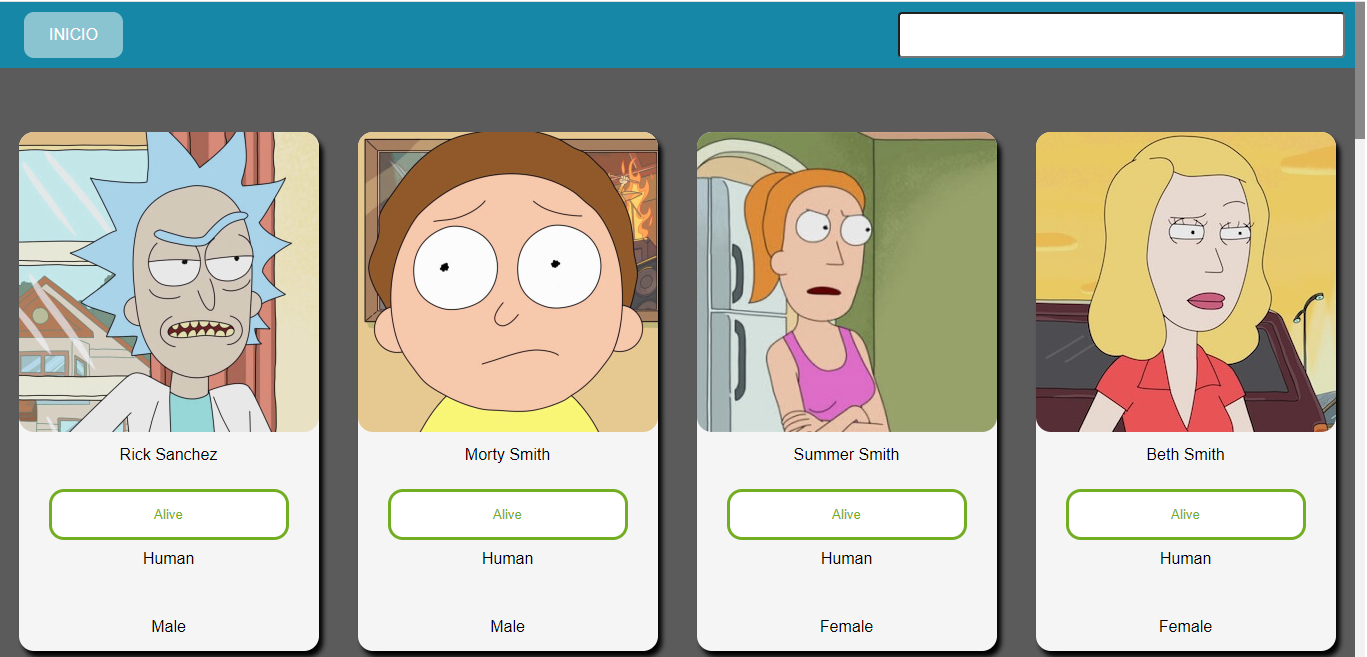 INICIO
Rick Sanchez
Alive
Human
Male
Morty Smith
Alive
Human
Male
Summer Smith
Alive
Human
Female
Beth Smith
Alive
Human
Female